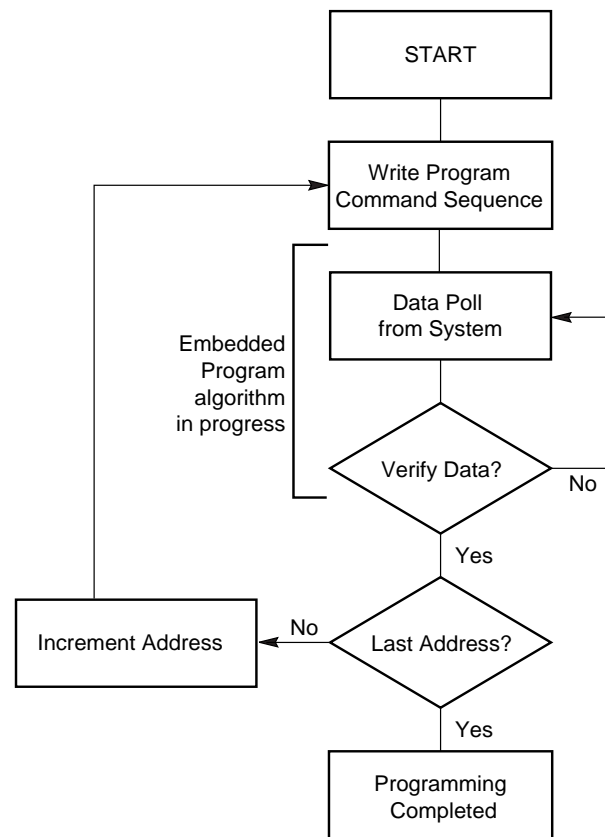 START
Write Program
Command Sequence
Data Poll
from System
Embedded
Program
algorithm
in progress
Verify Data?
No
Yes
Increment Address
No
Last Address?
Yes
Programming
Completed